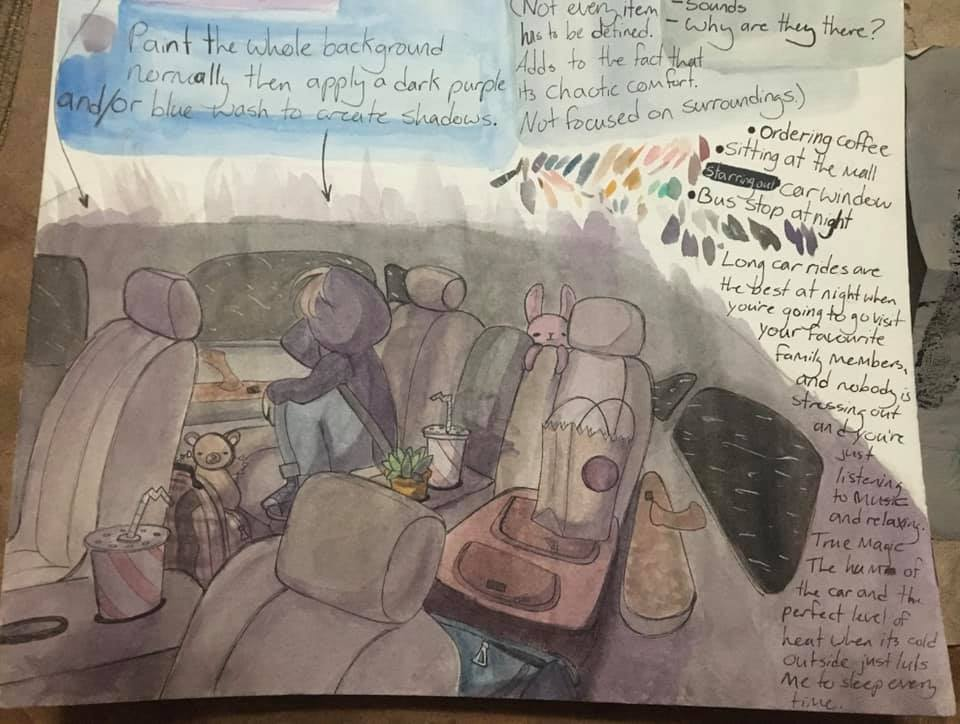 Paint the whole background
normally then apply a dark purple
and/or blue wash to create shadows.
(Not every item
has to be defined.
Adds to the fact that
its chaotic comfort.
Not focused on surroundings.)
- Sounds
- Why are they there?
• Ordering coffee
• Sitting at the mall
Starring out car window
• Bus stop at night
Long car rides are
the best at night when
you're going to go visit
your favourite
family members,
and nobody is
stressing out
and you're
just
listening
to music
and relaxing.
True Magic
The hum of
the car and the
perfect level of
heat when its cold
outside just lulls
me to sleep every
time.